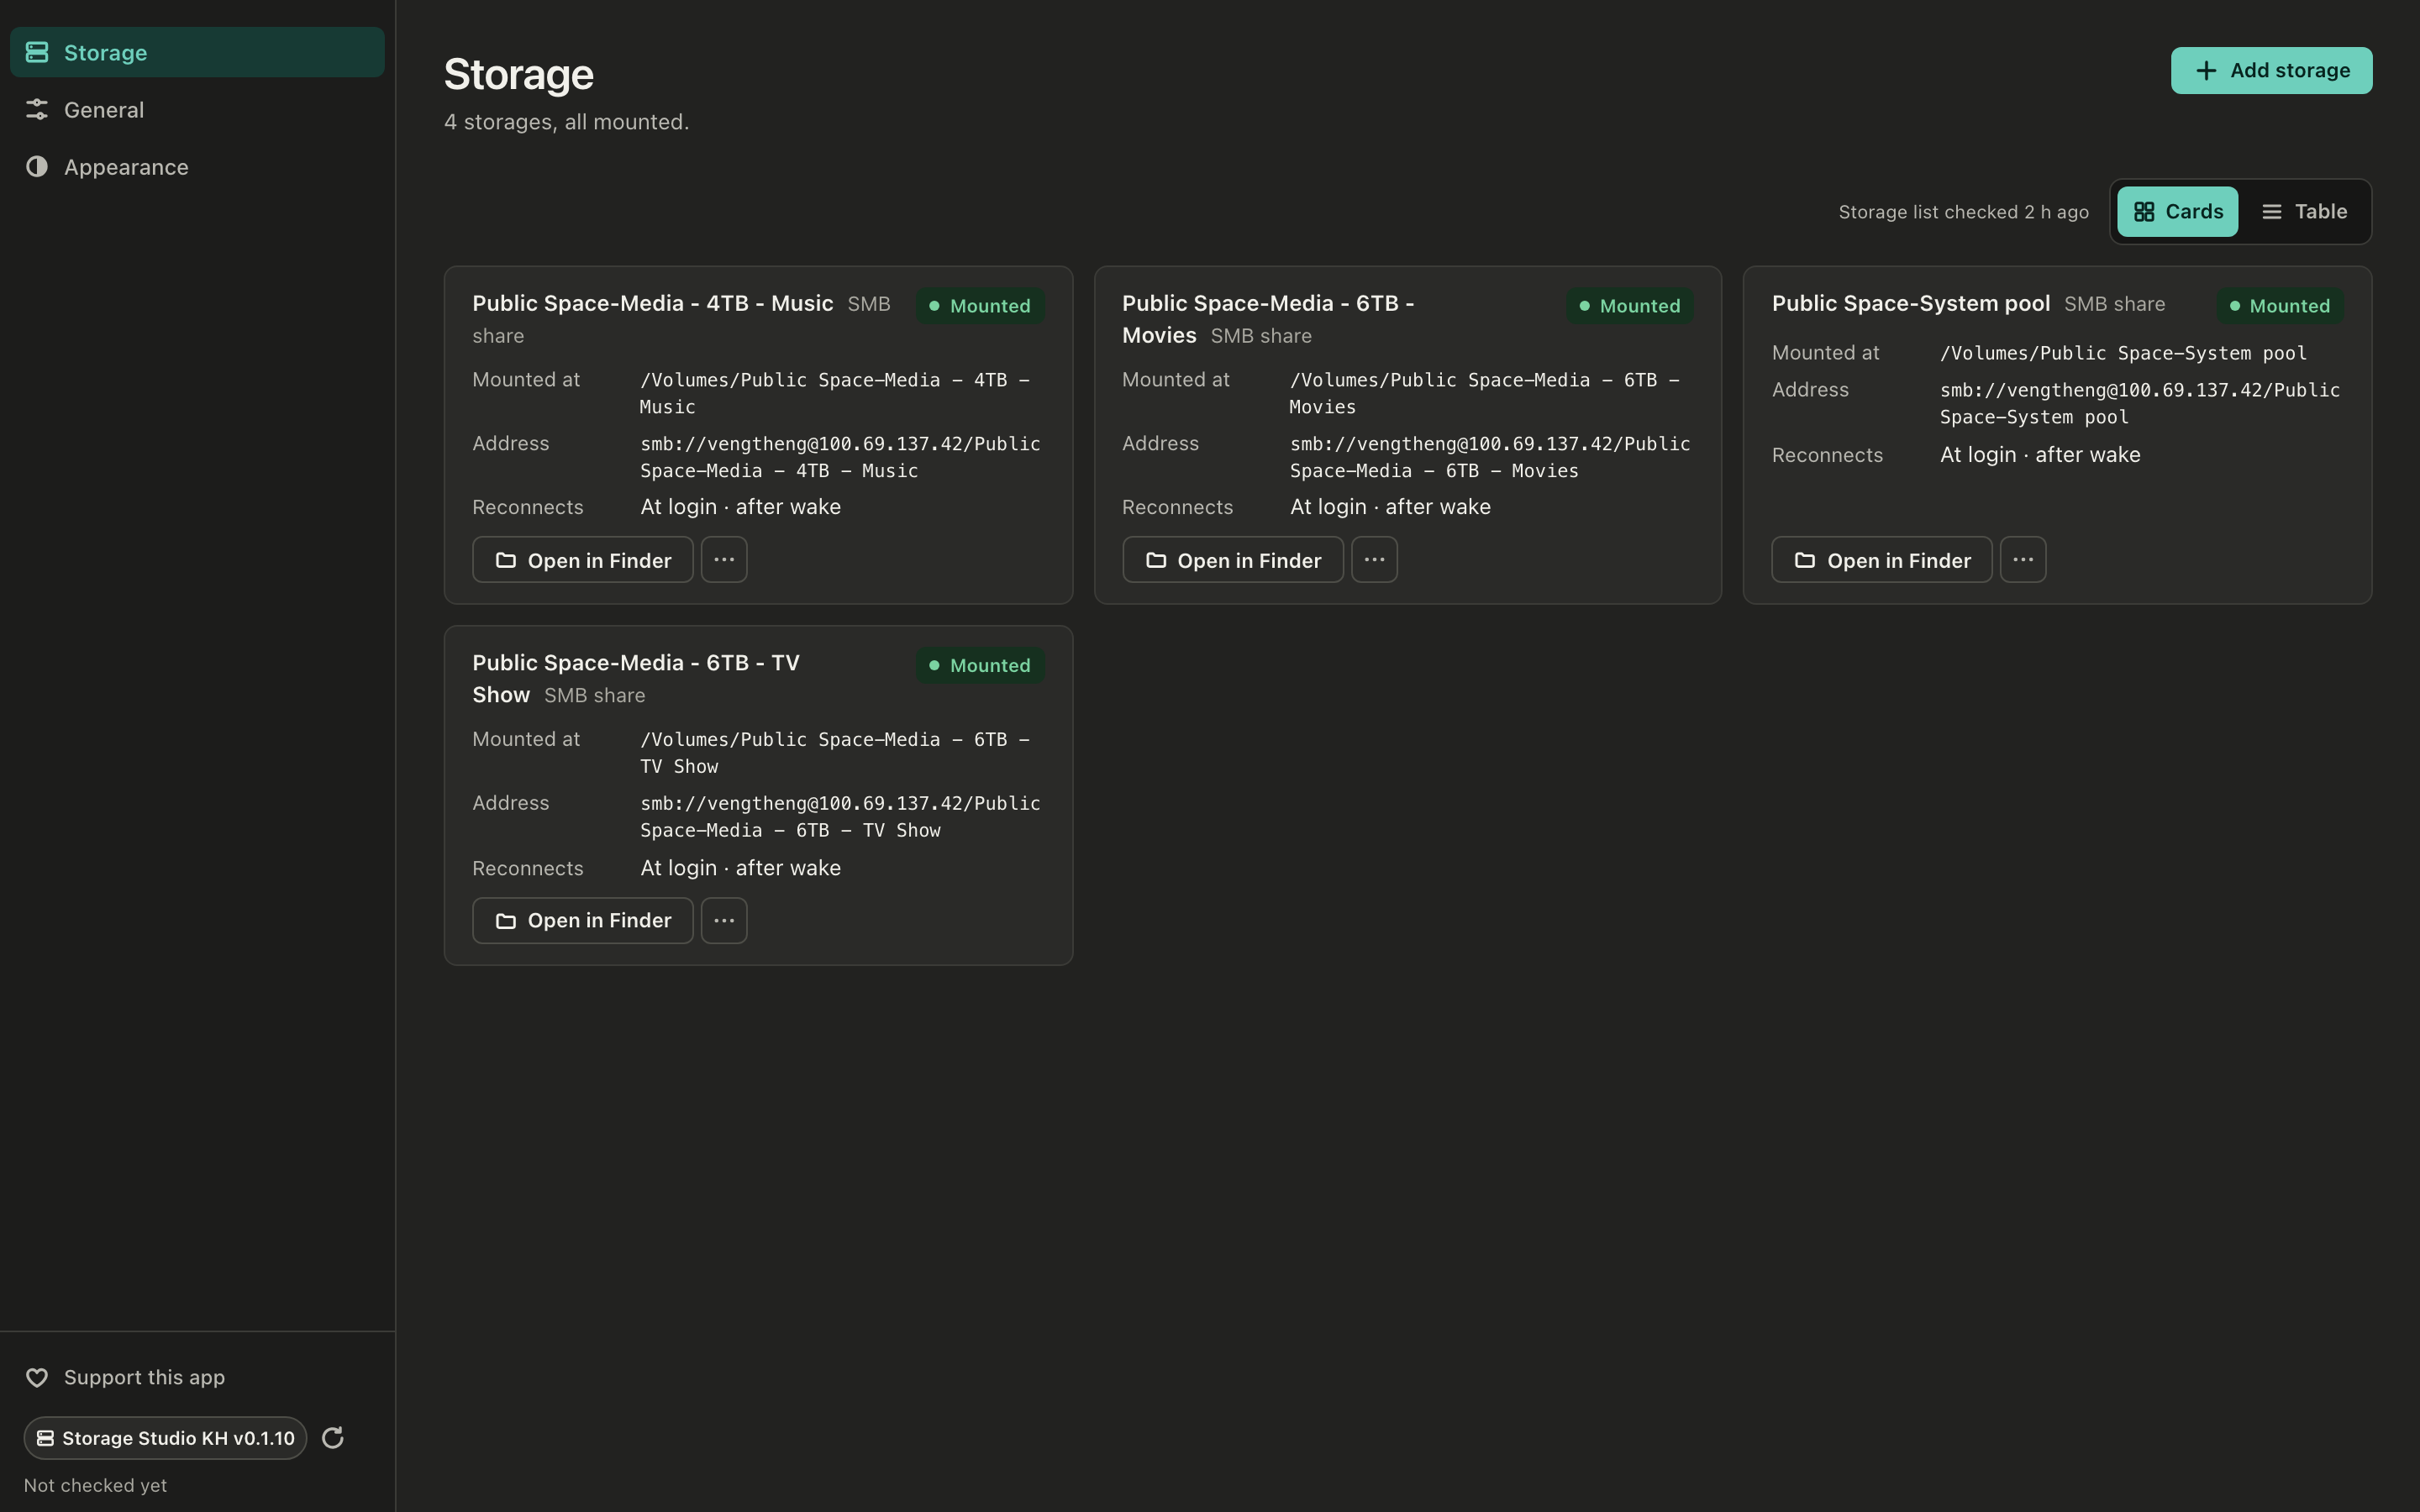 Storage
General
Appearance
Storage
4 storages, all mounted.
Add storage
Storage list checked 2 h ago
Cards
Table
Public Space-Media - 4TB - Music SMB
share
Mounted
Mounted at
/Volumes/Public Space-Media - 4TB -
Music
Address
smb://vengtheng@100.69.137.42/Public
Space-Media - 4TB - Music
Reconnects
At login · after wake
Open in Finder
Public Space-Media - 6TB -
Movies SMB share
Mounted
Mounted at
/Volumes/Public Space-Media - 6TB -
Movies
Address
smb://vengtheng@100.69.137.42/Public
Space-Media - 6TB - Movies
Reconnects
At login · after wake
Open in Finder
Public Space-System pool SMB share
Mounted
Mounted at
/Volumes/Public Space-System pool
Address
smb://vengtheng@100.69.137.42/Public
Space-System pool
Reconnects
At login · after wake
Open in Finder
Public Space-Media - 6TB - TV
Show SMB share
Mounted
Mounted at
/Volumes/Public Space-Media - 6TB -
TV Show
Address
smb://vengtheng@100.69.137.42/Public
Space-Media - 6TB - TV Show
Reconnects
At login · after wake
Open in Finder
Support this app
Storage Studio KH v0.1.10
Not checked yet